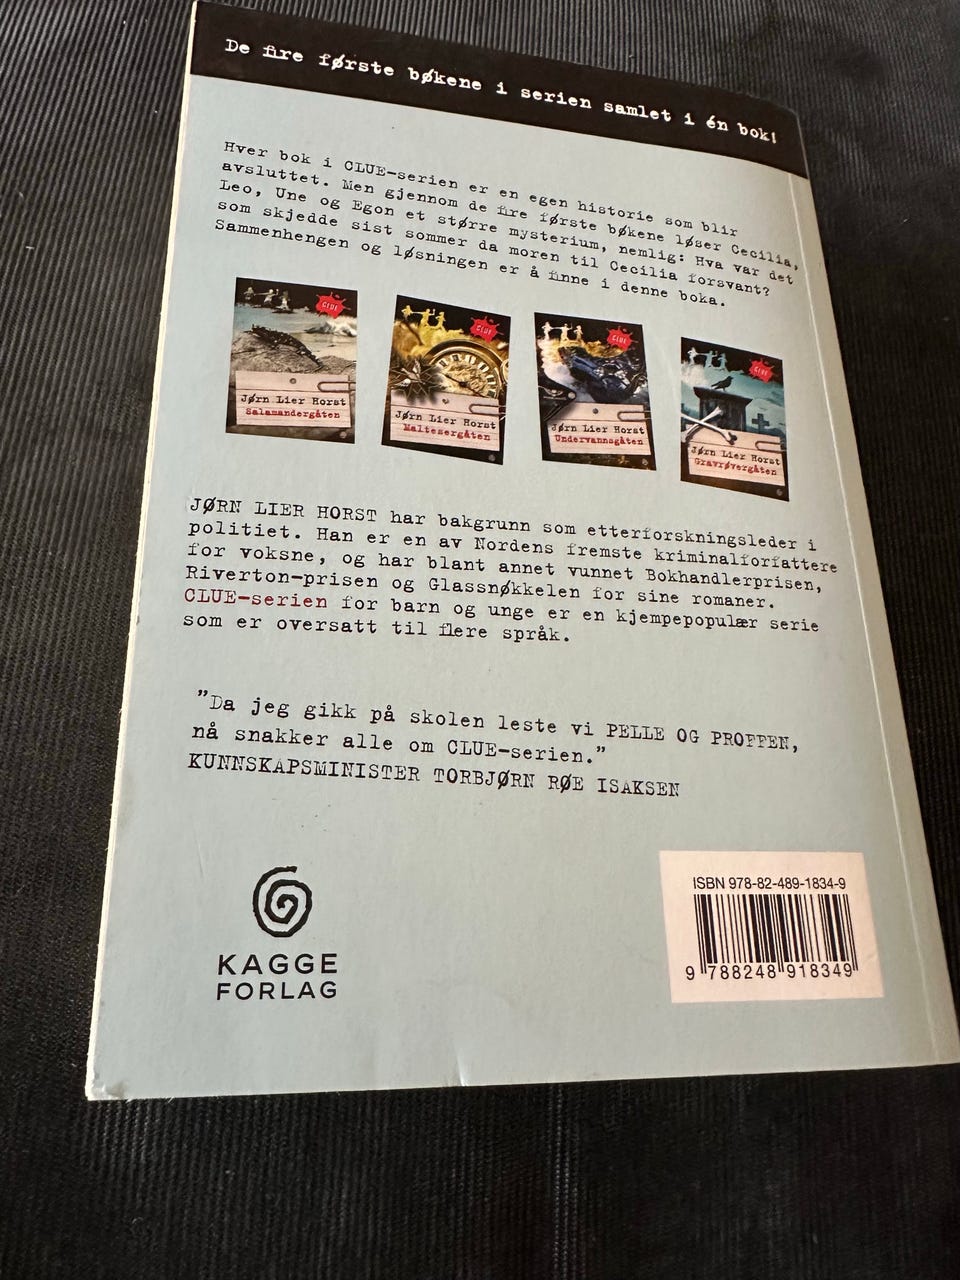 De fire første bøkene i serien samlet i én bok!
Hver bok i CLUE-serien er en egen historie som blir
avsluttet. Men gjennom de fire første bøkene løser Cecilia,
Leo, Une og Egon et større mysterium, nemlig: Hva var det
som skjedde sist sommer da moren til Cecilia forsvant?
Sammenhengen og løsningen er å finne i denne boka.
CLUE
Jørn Lier Horst
Salamandergåten
CLUE
Jørn Lier Horst
Maltesergåten
CLUE
Jørn Lier Horst
Undervannsgåten
CLUE
Jørn Lier Horst
Gravrøvergåten
JØRN LIER HORST har bakgrunn som etterforskningsleder i
politiet. Han er en av Nordens fremste kriminalforfattere
for voksne, og har blant annet vunnet Bokhandlerprisen,
Riverton-prisen og Glassnøkkelen for sine romaner.
CLUE-serien for barn og unge er en kjempepopulær serie
som er oversatt til flere språk.
"Da jeg gikk på skolen leste vi PELLE OG PROFFEN,
nå snakker alle om CLUE-serien."
KUNNSKAPSMINISTER TORBJØRN RØE ISAKSEN
KAGGE
FORLAG
ISBN 978-82-489-1834-9
9 788248 918349